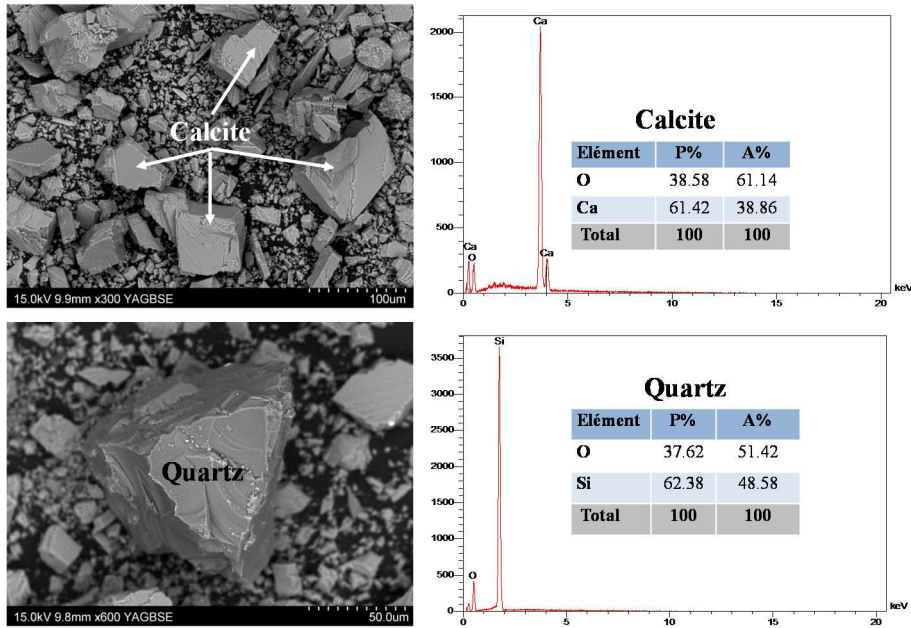 Calcite
15.0kV 9.9mm x300 YAGBSE
100um
2000
1500
1000
500
0
Ca
Ca
O
Ca
Calcite
Elément P% A%
O 38.58 61.14
Ca 61.42 38.86
Total 100 100
0 5 10 15 20
keV
Quartz
15.0kV 9.8mm x600 YAGBSE
50.0um
3500
3000
2500
2000
1500
1000
500
0
Si
O
Quartz
Elément P% A%
O 37.62 51.42
Si 62.38 48.58
Total 100 100
0 5 10 15 20
keV